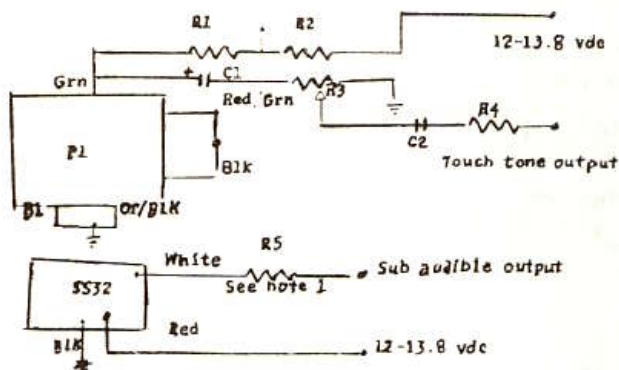 R1
R2
12-13.8 vdc
+
C1
Grn
Red Grn
R3
R4
P1
C2
Blk
Touch tone output
Bl
Or/Blk
White
R5
Sub audible output
SS32
See note 1
Blk
Red
12-13.8 vdc